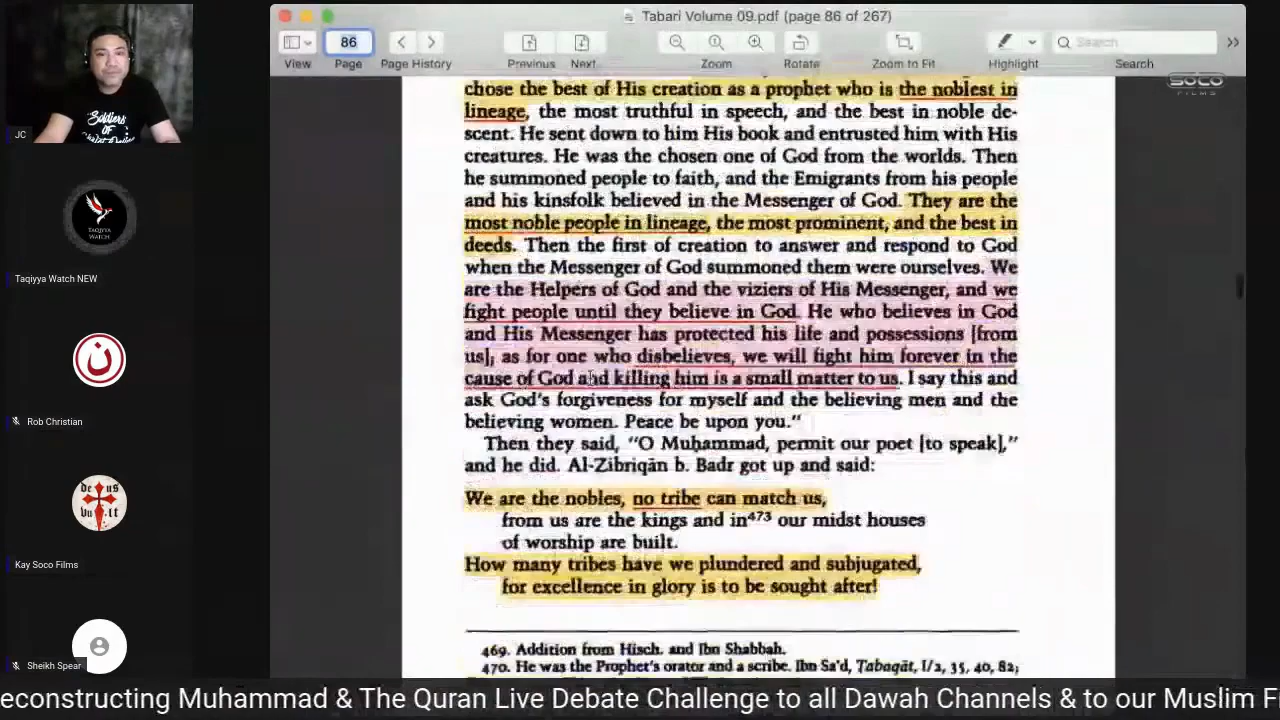 Tabari Volume 09.pdf (page 86 of 267)
86
View
Page
Page History
Previous
Next
Zoom
Rotate
Zoom to Fit
Highlight
Search
Search
SOCO
FILMS
chose the best of His creation as a prophet who is the noblest in
lineage, the most truthful in speech, and the best in noble de-
scent. He sent down to him His book and entrusted him with His
creatures. He was the chosen one of God from the worlds. Then
he summoned people to faith, and the Emigrants from his people
and his kinsfolk believed in the Messenger of God. They are the
most noble people in lineage, the most prominent, and the best in
deeds. Then the first of creation to answer and respond to God
when the Messenger of God summoned them were ourselves. We
are the Helpers of God and the viziers of His Messenger, and we
fight people until they believe in God. He who believes in God
and His Messenger has protected his life and possessions [from
us]; as for one who disbelieves, we will fight him forever in the
cause of God and killing him is a small matter to us. I say this and
ask God's forgiveness for myself and the believing men and the
believing women. Peace be upon you."
Then they said, "O Muḥammad, permit our poet [to speak],"
and he did. Al-Zibriqān b. Badr got up and said:
We are the nobles, no tribe can match us,
from us are the kings and in⁴⁷³ our midst houses
of worship are built.
How many tribes have we plundered and subjugated,
for excellence in glory is to be sought after!
469. Addition from Hisch. and Ibn Shabbah.
470. He was the Prophet's orator and a scribe. Ibn Sa'd, Tabaqāt, I/2, 35, 40, 82;
JC
Soldiers
OF
TAQIYYA
WATCH
Taqiyya Watch NEW
ن
Rob Christian
de us
vu lt
Kay Soco Films
Sheikh Spear
econstructing Muhammad & The Quran Live Debate Challenge to all Dawah Channels & to our Muslim F